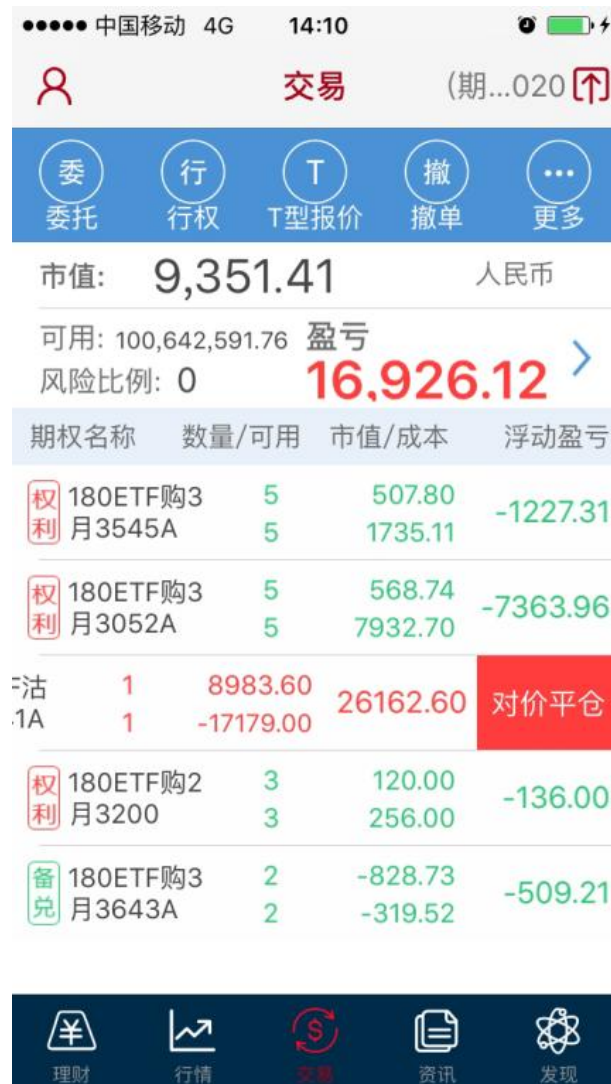 中国移动 4G 14:10
交易 (期...020
委 行 T 撤 ...
委托 行权 T型报价 撤单 更多
市值: 9,351.41 人民币
可用: 100,642,591.76 盈亏
风险比例: 0 16,926.12
期权名称 数量/可用 市值/成本 浮动盈亏
权 180ETF购3 5 507.80 -1227.31
利 月3545A 5 1735.11
权 180ETF购3 5 568.74 -7363.96
利 月3052A 5 7932.70
F沽 1 8983.60 26162.60 对价平仓
1A 1 -17179.00
权 180ETF购2 3 120.00 -136.00
利 月3200 3 256.00
备 180ETF购3 2 -828.73 -509.21
兑 月3643A 2 -319.52
理财 行情 交易 资讯 发现